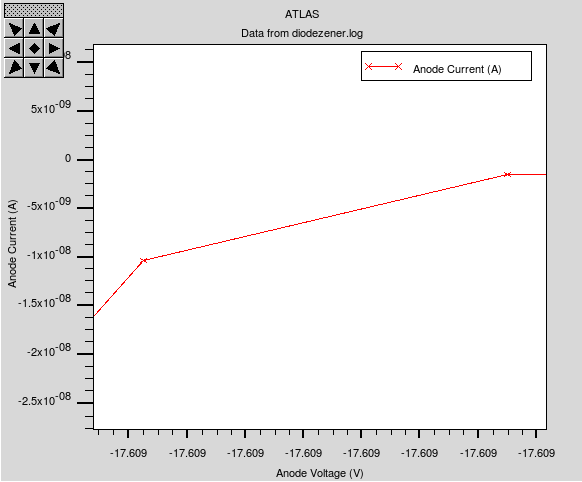 ATLAS
Data from diodezener.log
Anode Current (A)
8
5x10^-09
0
-5x10^-09
-1x10^-08
-1.5x10^-08
-2x10^-08
-2.5x10^-08
Anode Current (A)
-17.609 -17.609 -17.609 -17.609 -17.609 -17.609 -17.609 -17.609
Anode Voltage (V)